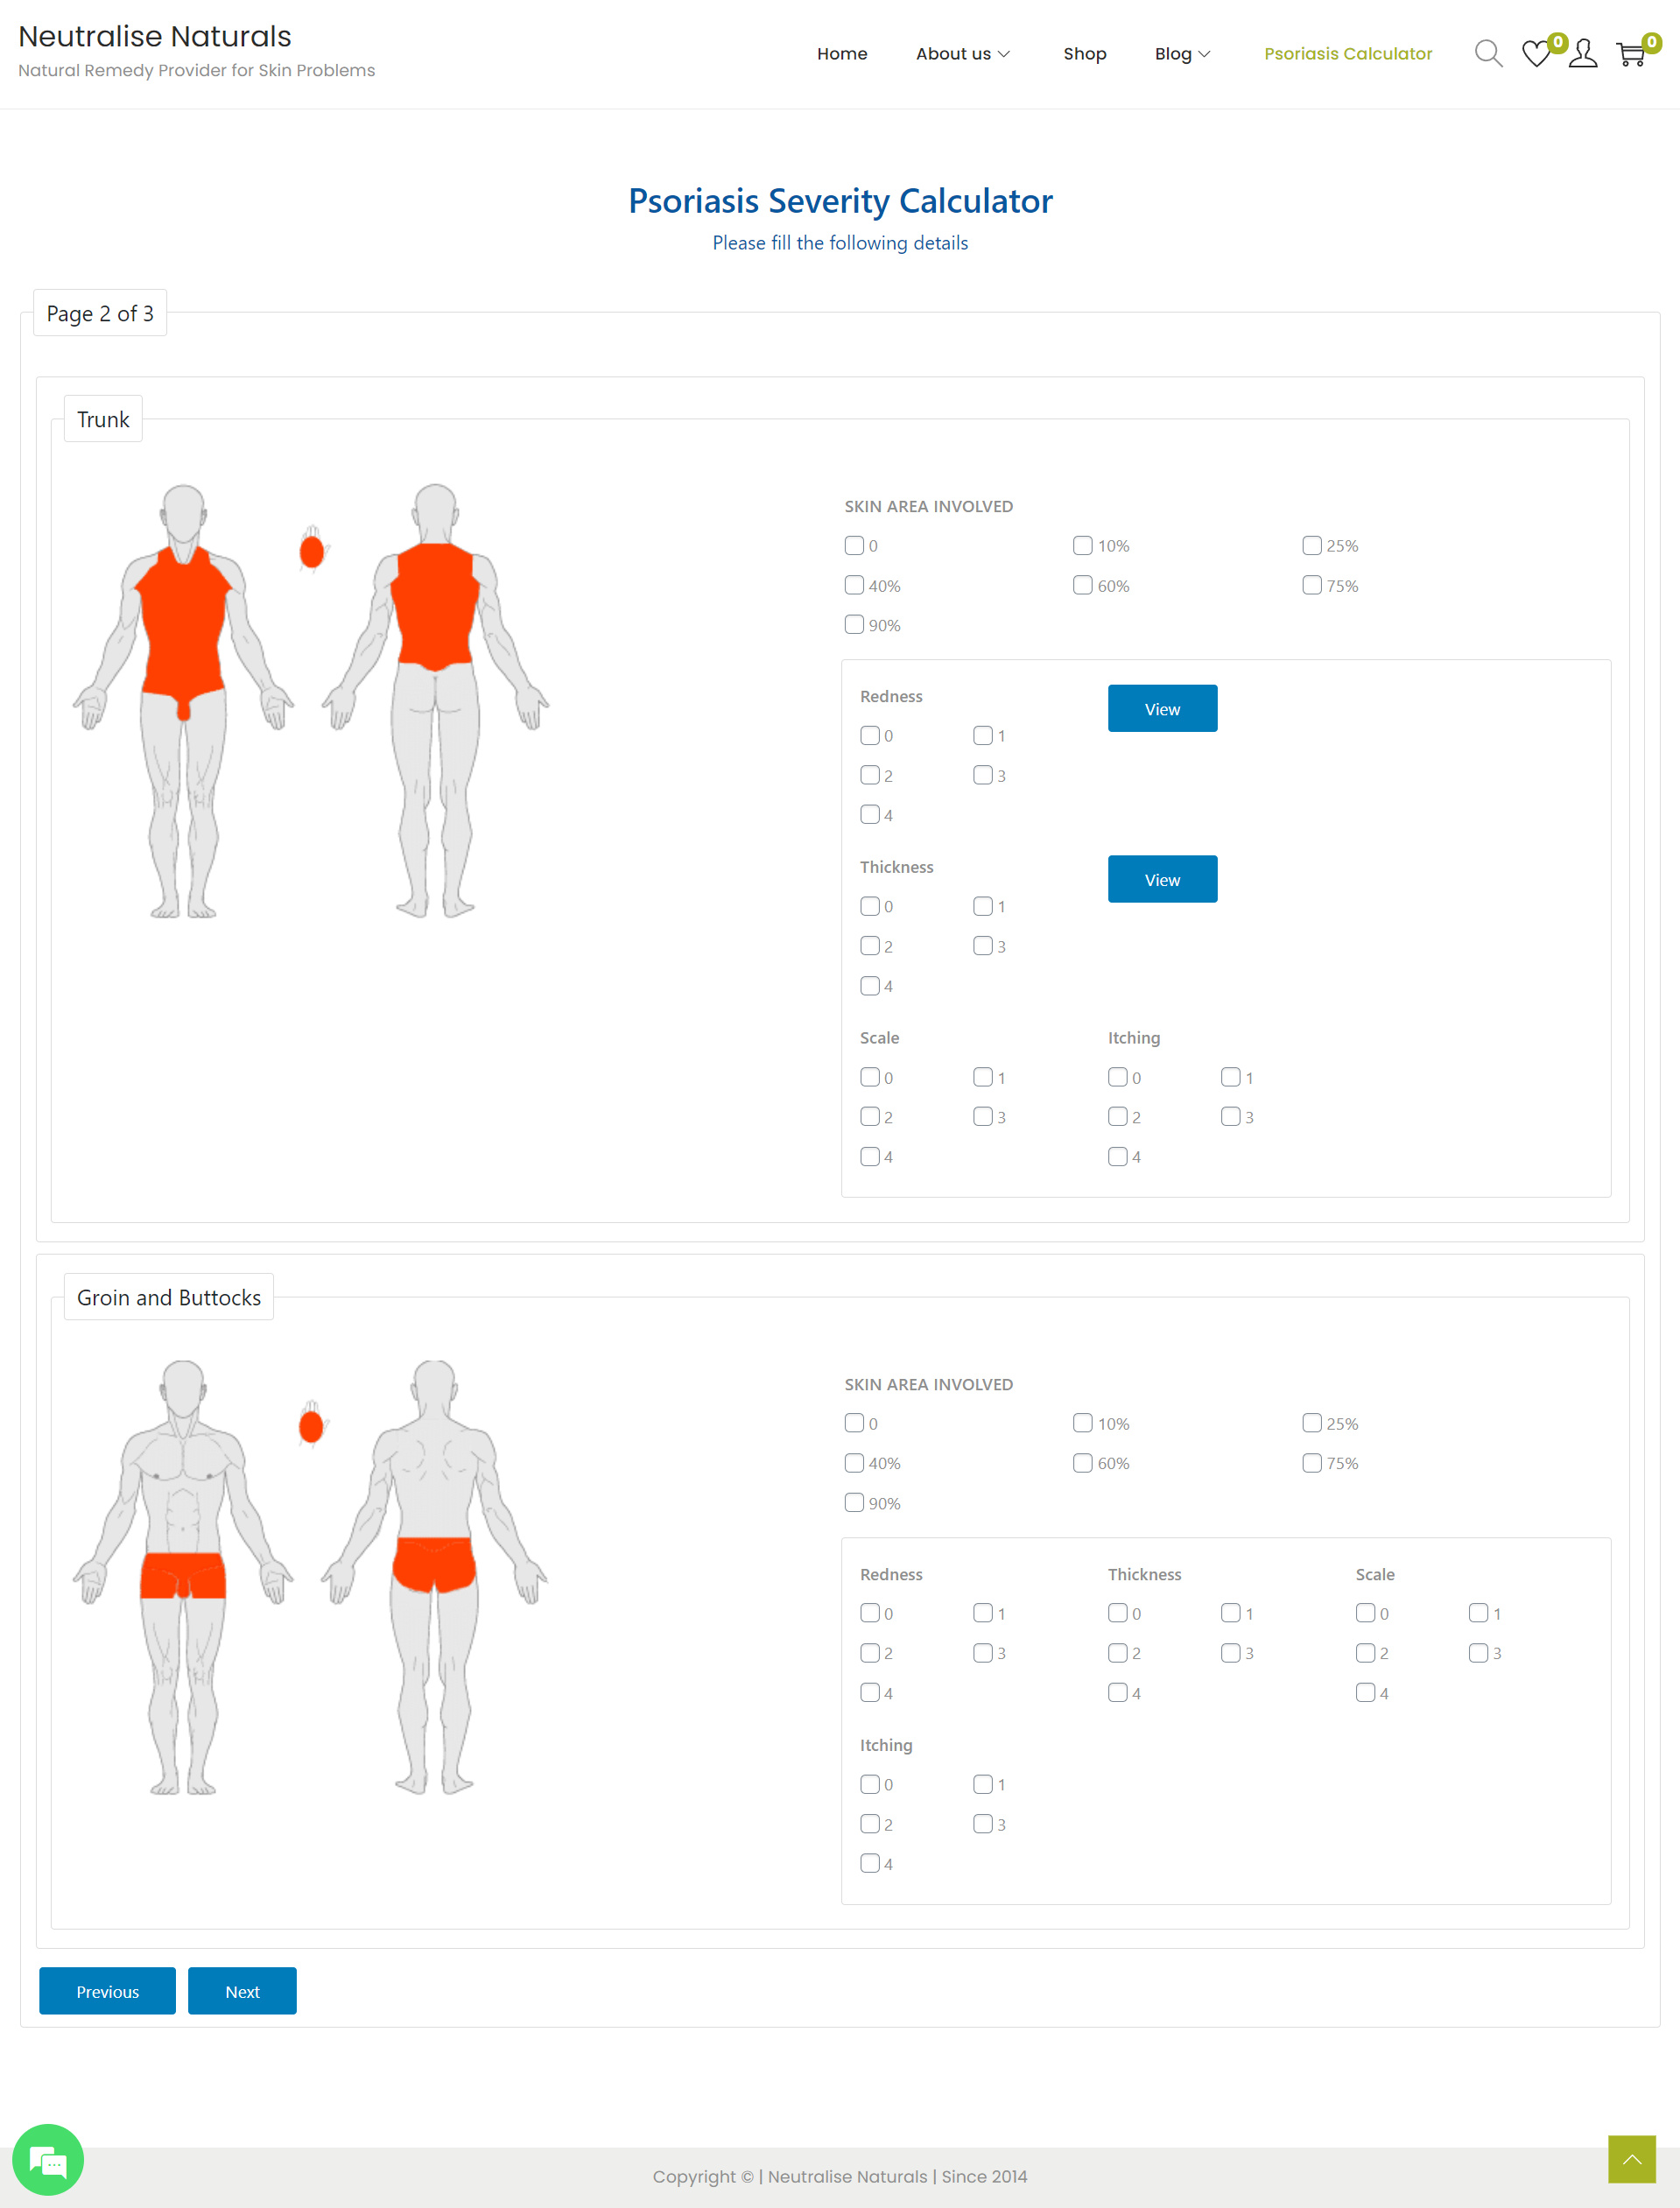 Neutralise Naturals
Natural Remedy Provider for Skin Problems
Home About us Shop Blog Psoriasis Calculator 0 0
Psoriasis Severity Calculator
Please fill the following details
Page 2 of 3
Trunk
SKIN AREA INVOLVED
0 10% 25%
40% 60% 75%
90%
Redness View
0 1
2 3
4
Thickness View
0 1
2 3
4
Scale Itching
0 1 0 1
2 3 2 3
4 4
Groin and Buttocks
SKIN AREA INVOLVED
0 10% 25%
40% 60% 75%
90%
Redness Thickness Scale
0 1 0 1 0 1
2 3 2 3 2 3
4 4 4
Itching
0 1
2 3
4
Previous Next
Copyright © | Neutralise Naturals | Since 2014